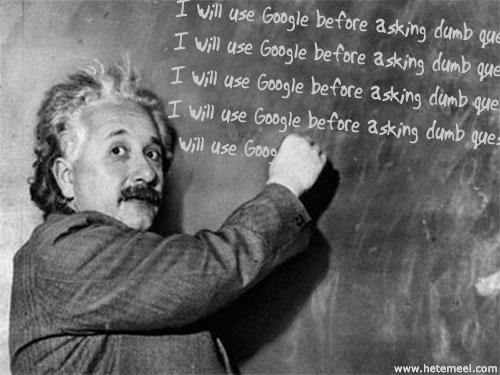 I will use Google before asking dumb que
I will use Google before asking dumb que
I will use Google before asking dumb que
I will use Google before asking dumb ques
will use Goog
www.hetemeel.com